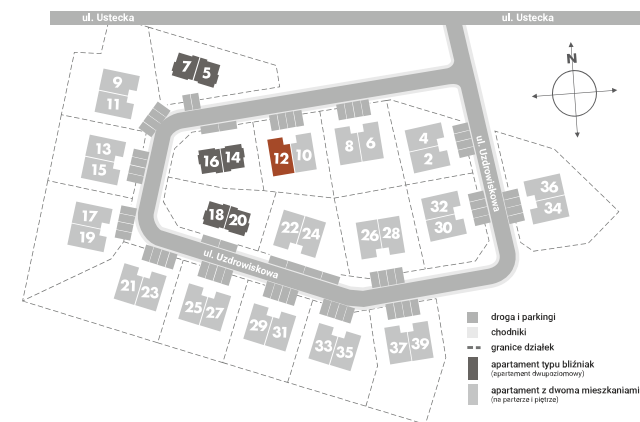 ul. Ustecka
ul. Ustecka
N
7 5
9
11
13
15
16 14
12 10
8 6
4
2
ul. Uzdrowiskowa
36
34
17
19
18 20
22 24
26 28
32
30
ul. Uzdrowiskowa
21 23
25 27
29 31
33 35
37 39
droga i parkingi
chodniki
granice działek
apartament typu bliźniak
(apartament dwupoziomowy)
apartament z dwoma mieszkaniami
(na parterze i piętrze)